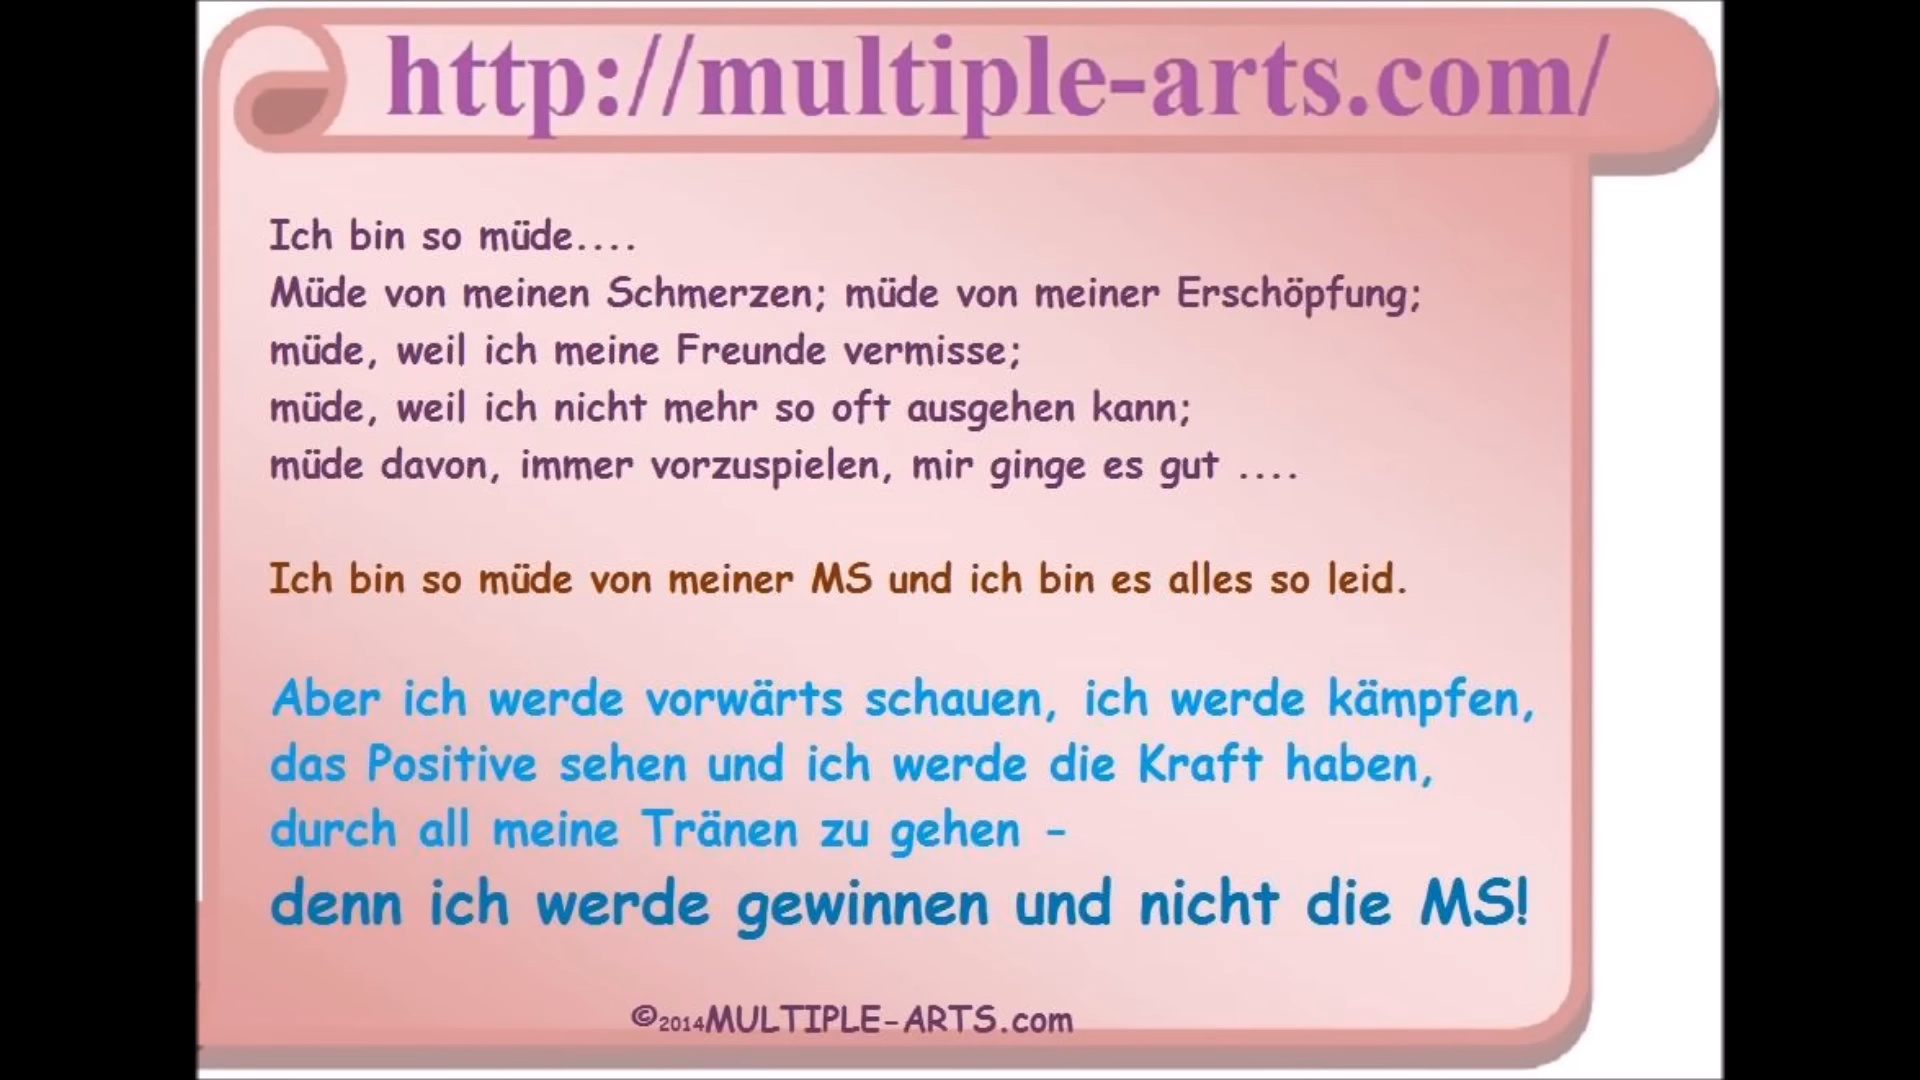 http://multiple-arts.com/
Ich bin so müde....
Müde von meinen Schmerzen; müde von meiner Erschöpfung;
müde, weil ich meine Freunde vermisse;
müde, weil ich nicht mehr so oft ausgehen kann;
müde davon, immer vorzuspielen, mir ginge es gut ....
Ich bin so müde von meiner MS und ich bin es alles so leid.
Aber ich werde vorwärts schauen, ich werde kämpfen,
das Positive sehen und ich werde die Kraft haben,
durch all meine Tränen zu gehen -
denn ich werde gewinnen und nicht die MS!
©2014MULTIPLE-ARTS.com